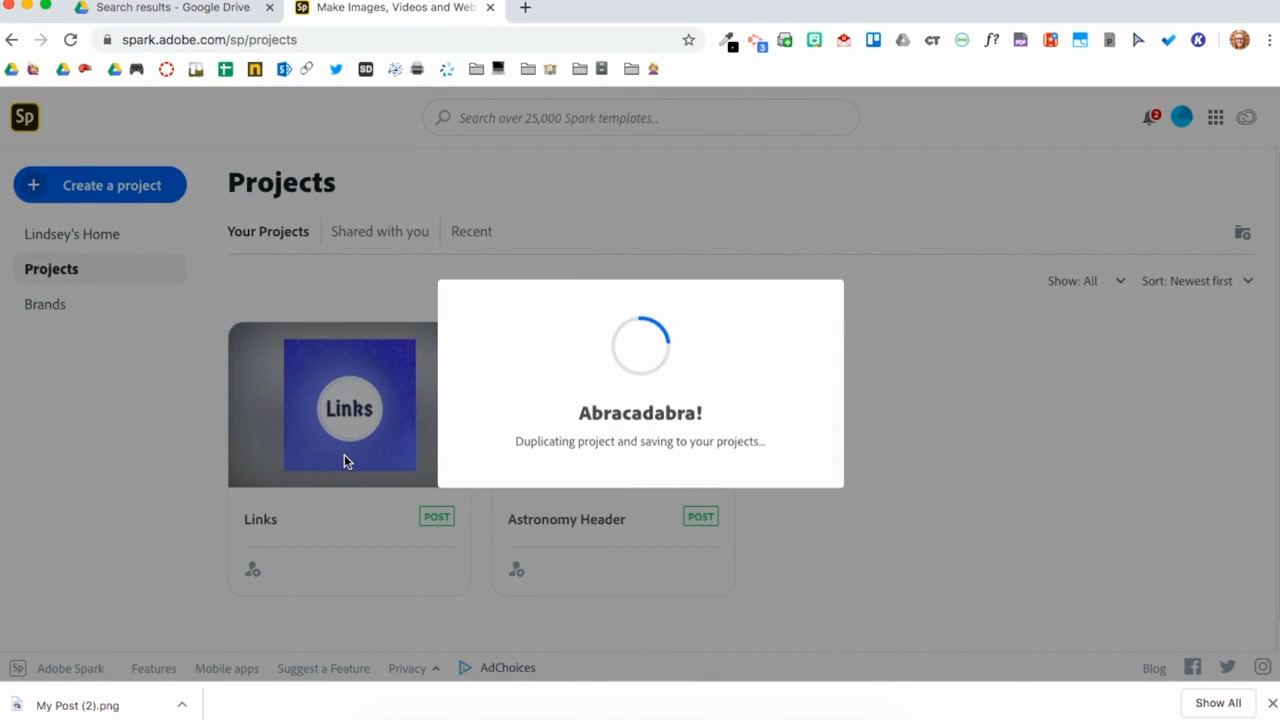 Search results - Google Drive
Make Images, Videos and Web
spark.adobe.com/sp/projects
Sp
Search over 25,000 Spark templates...
2
Create a project
Projects
Lindsey's Home
Your Projects
Shared with you
Recent
Projects
Show: All
Sort: Newest first
Brands
Links
Abracadabra!
Duplicating project and saving to your projects...
Links
POST
Astronomy Header
POST
Sp
Adobe Spark
Features
Mobile apps
Suggest a Feature
Privacy
AdChoices
Blog
My Post (2).png
Show All